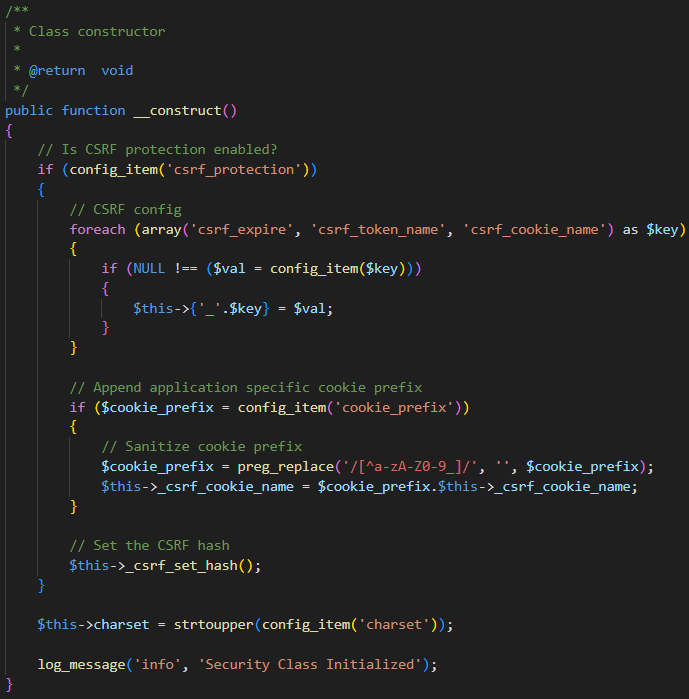 /**
 * Class constructor
 *
 * @return  void
 */
public function __construct()
{
    // Is CSRF protection enabled?
    if (config_item('csrf_protection'))
    {
        // CSRF config
        foreach (array('csrf_expire', 'csrf_token_name', 'csrf_cookie_name') as $key)
        {
            if (NULL !== ($val = config_item($key)))
            {
                $this->{'_'.$key} = $val;
            }
        }

        // Append application specific cookie prefix
        if ($cookie_prefix = config_item('cookie_prefix'))
        {
            // Sanitize cookie prefix
            $cookie_prefix = preg_replace('/[^a-zA-Z0-9_]/', '', $cookie_prefix);
            $this->_csrf_cookie_name = $cookie_prefix.$this->_csrf_cookie_name;
        }

        // Set the CSRF hash
        $this->_csrf_set_hash();
    }

    $this->charset = strtoupper(config_item('charset'));

    log_message('info', 'Security Class Initialized');
}